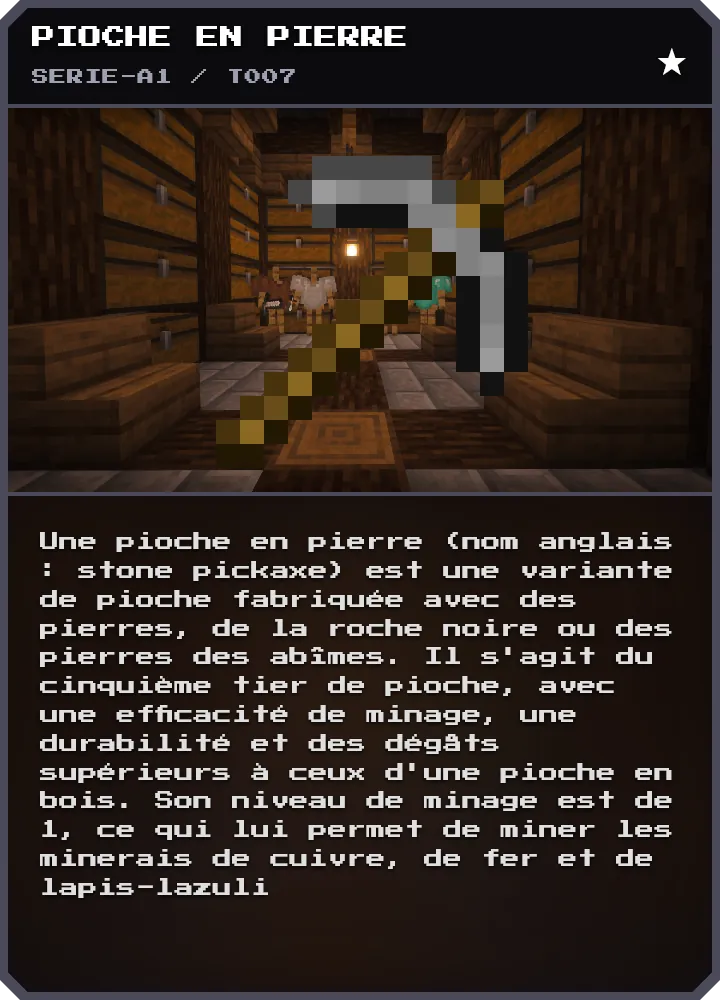 PIOCHE EN PIERRE
SERIE-A1 / T007
Une pioche en pierre (nom anglais
: stone pickaxe) est une variante
de pioche fabriquée avec des
pierres, de la roche noire ou des
pierres des abîmes. Il s'agit du
cinquième tier de pioche, avec
une efficacité de minage, une
durabilité et des dégâts
supérieurs à ceux d'une pioche en
bois. Son niveau de minage est de
1, ce qui lui permet de miner les
minerais de cuivre, de fer et de
lapis-lazuli